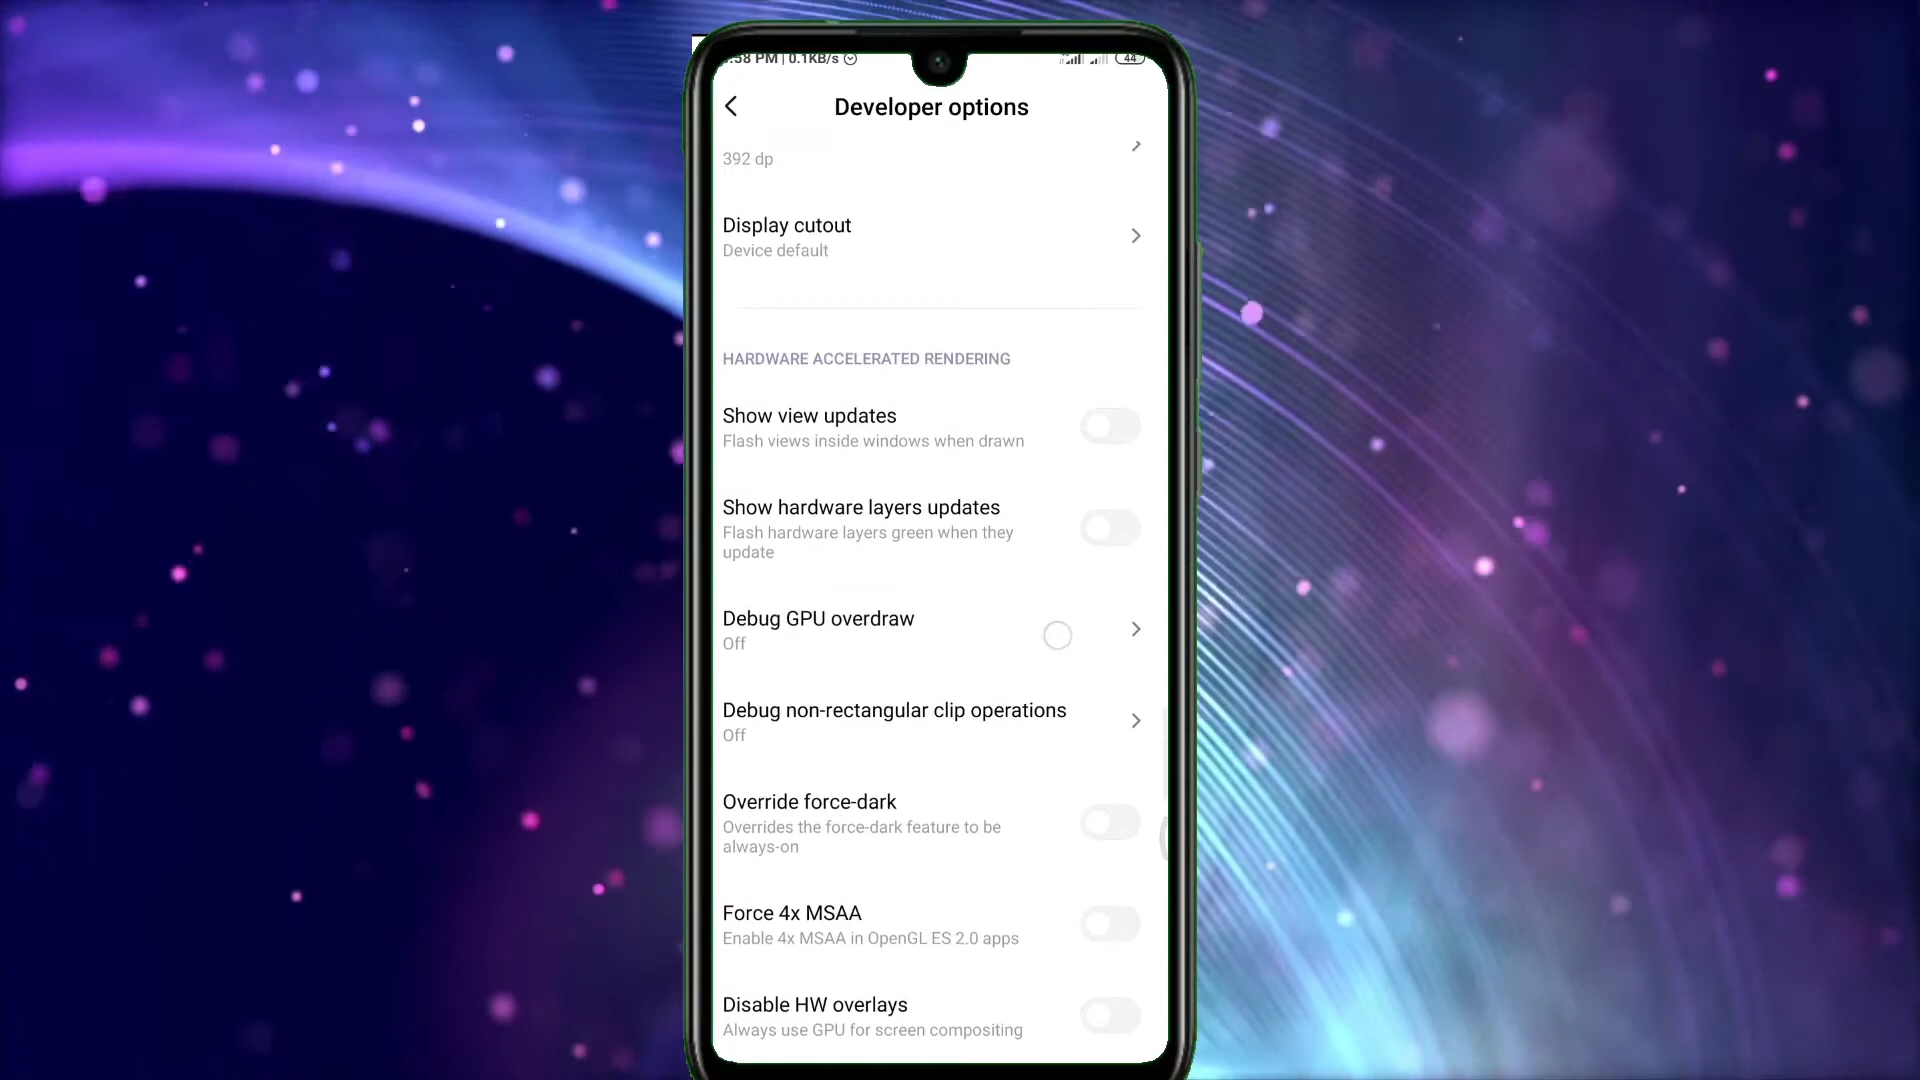 :58 PM | 0.1KB/s
44
Developer options
392 dp
Display cutout
Device default
HARDWARE ACCELERATED RENDERING
Show view updates
Flash views inside windows when drawn
Show hardware layers updates
Flash hardware layers green when they
update
Debug GPU overdraw
Off
Debug non-rectangular clip operations
Off
Override force-dark
Overrides the force-dark feature to be
always-on
Force 4x MSAA
Enable 4x MSAA in OpenGL ES 2.0 apps
Disable HW overlays
Always use GPU for screen compositing